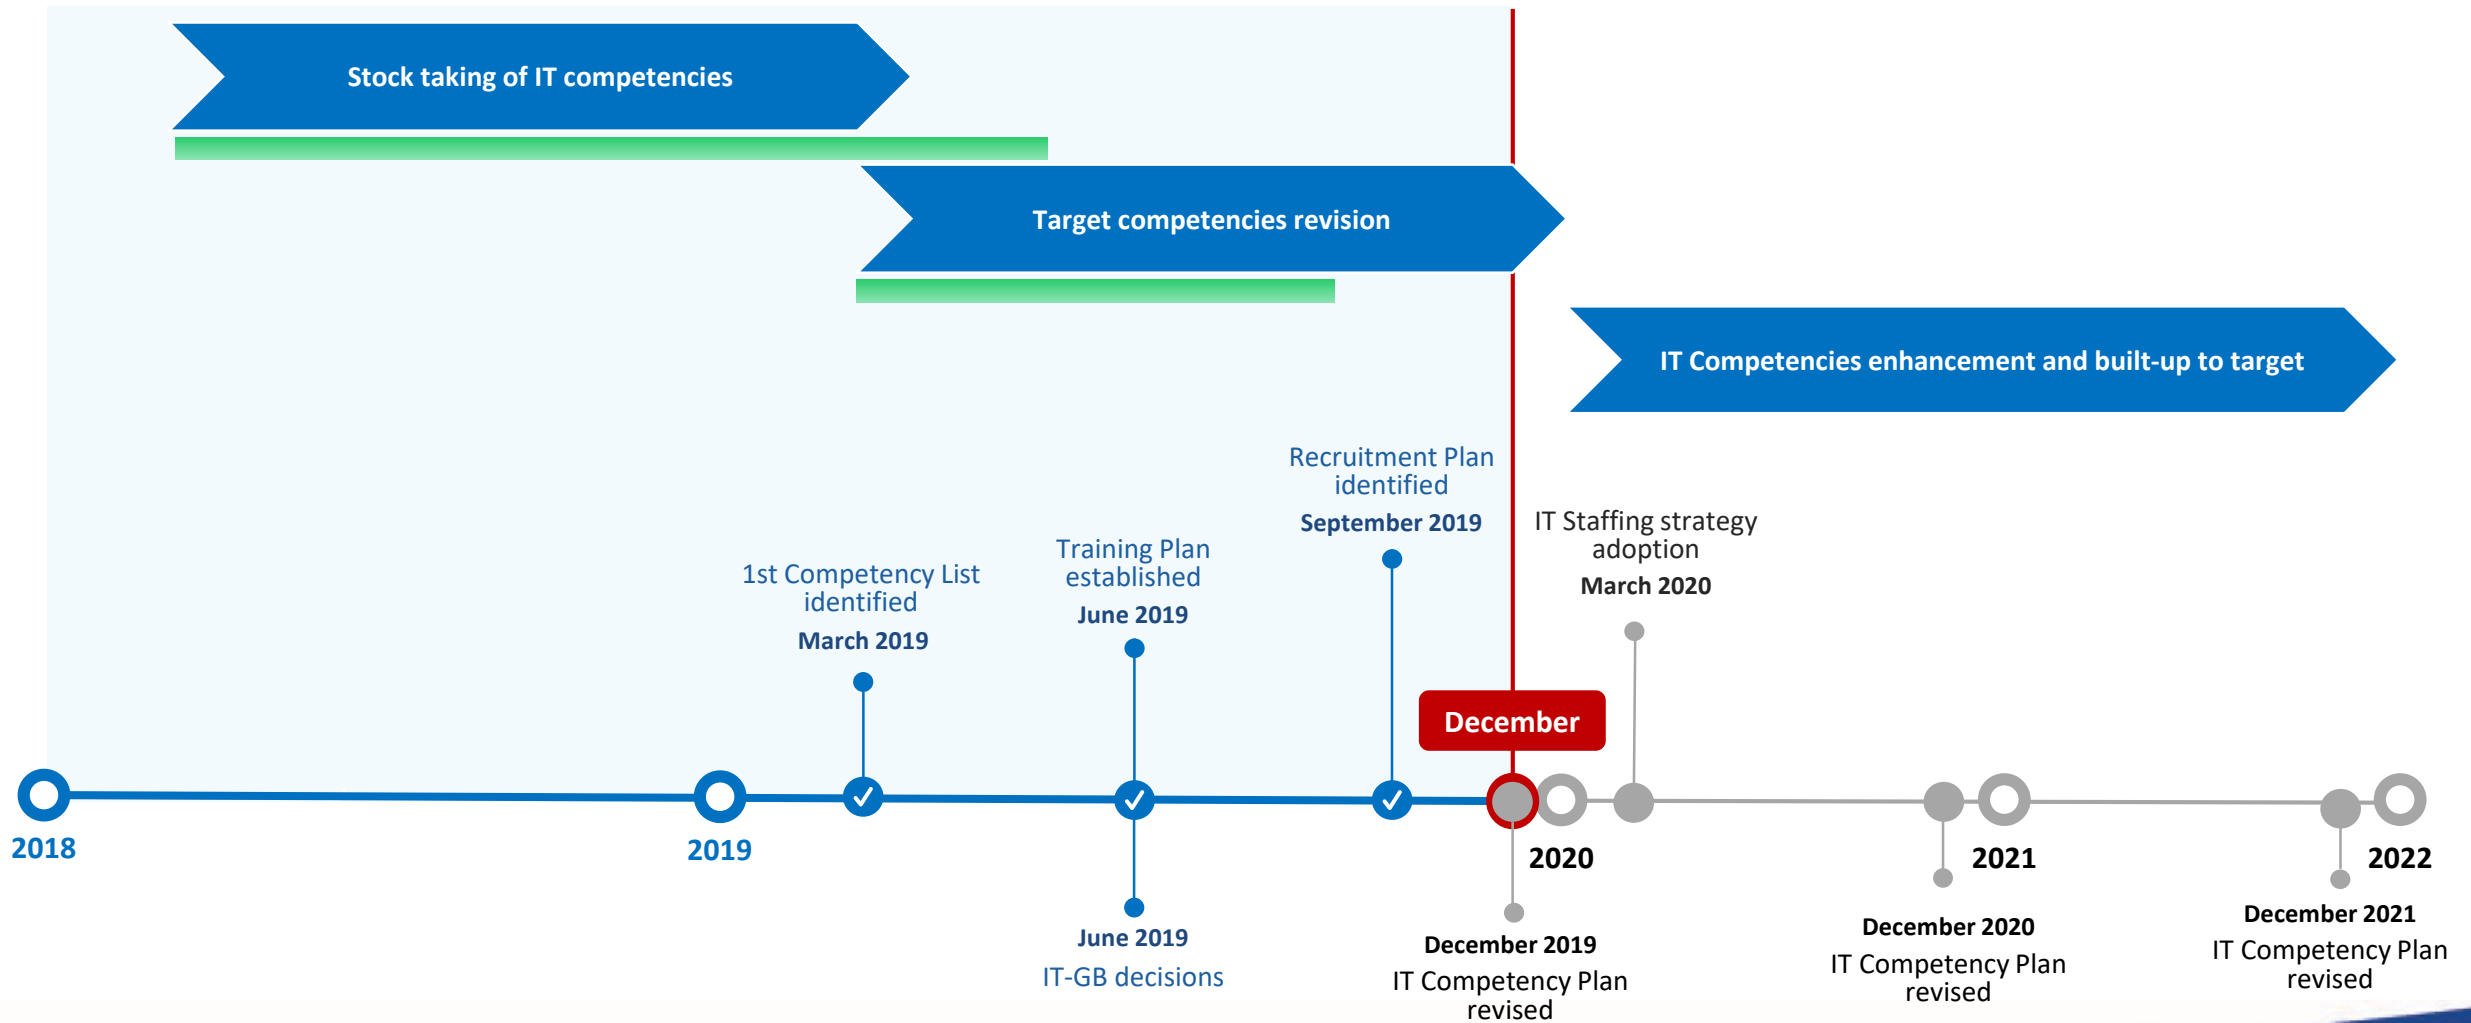 Stock taking of IT competencies
Target competencies revision
IT Competencies enhancement and built-up to target
Recruitment Plan
identified
September 2019
IT Staffing strategy
adoption
March 2020
Training Plan
established
June 2019
1st Competency List
identified
March 2019
December
2018
2019
2020
2021
2022
June 2019
IT-GB decisions
December 2019
IT Competency Plan
revised
December 2020
IT Competency Plan
revised
December 2021
IT Competency Plan
revised